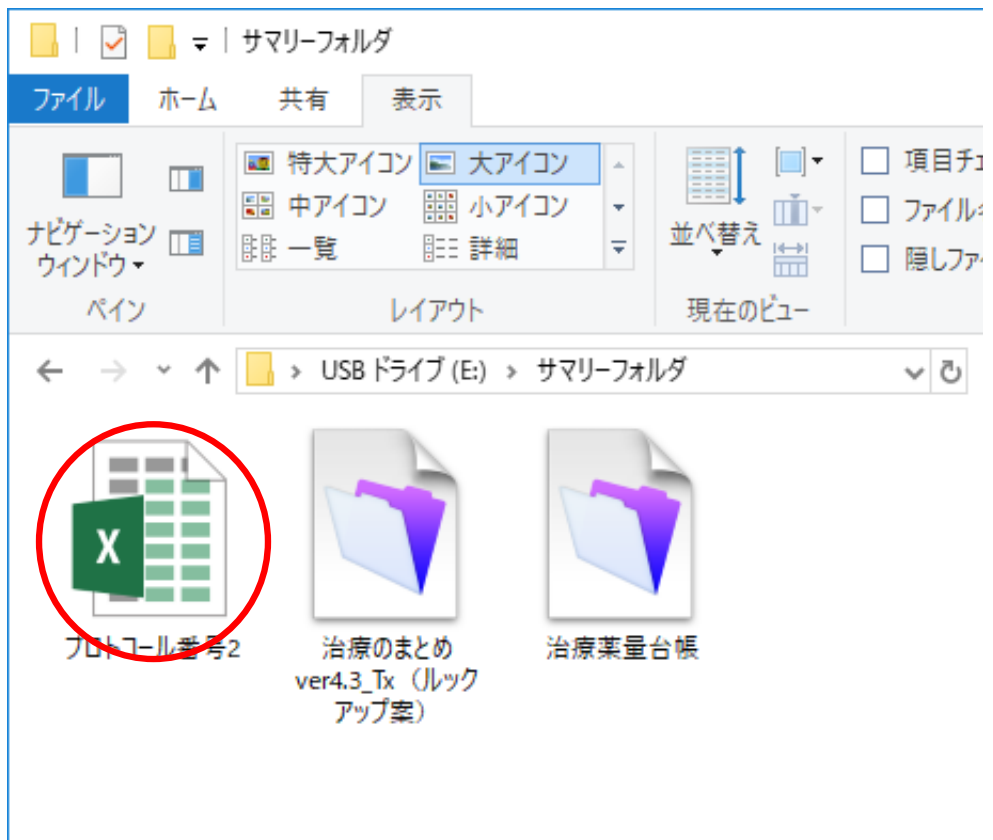 サマリーフォルダ
ファイル ホーム 共有 表示
特大アイコン 大アイコン
中アイコン 小アイコン
一覧 詳細
ナビゲーション
ウィンドウ
並べ替え
項目チェ
ファイル
隠しファイ
ペイン レイアウト 現在のビュー
USB ドライブ (E:) サマリーフォルダ
X
プロトコール番号2
治療のまとめ
ver4.3_Tx（ルック
アップ案）
治療薬量台帳